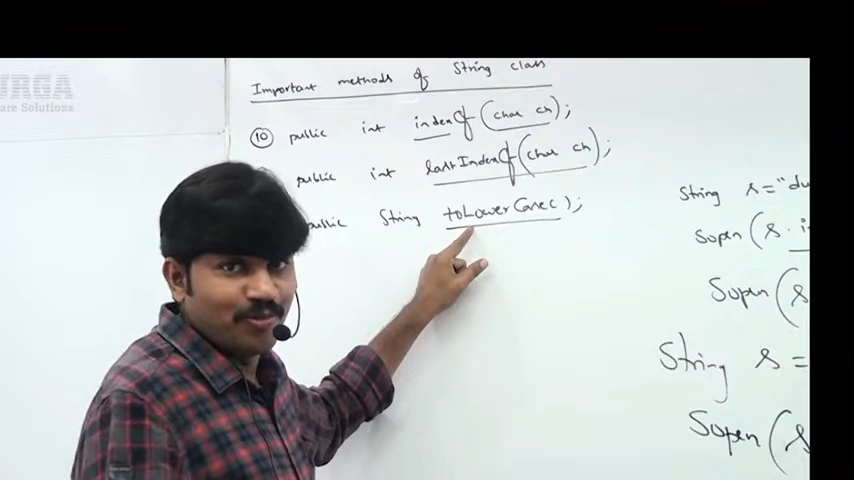 URGA
are Solutions
Important methods of String class
10 public int indexOf(char ch);
public int lastIndexOf(char ch);
public String toLowerCase();
String s="du
Sopln(s.i
Sopln(s
String s=
Sopln(s